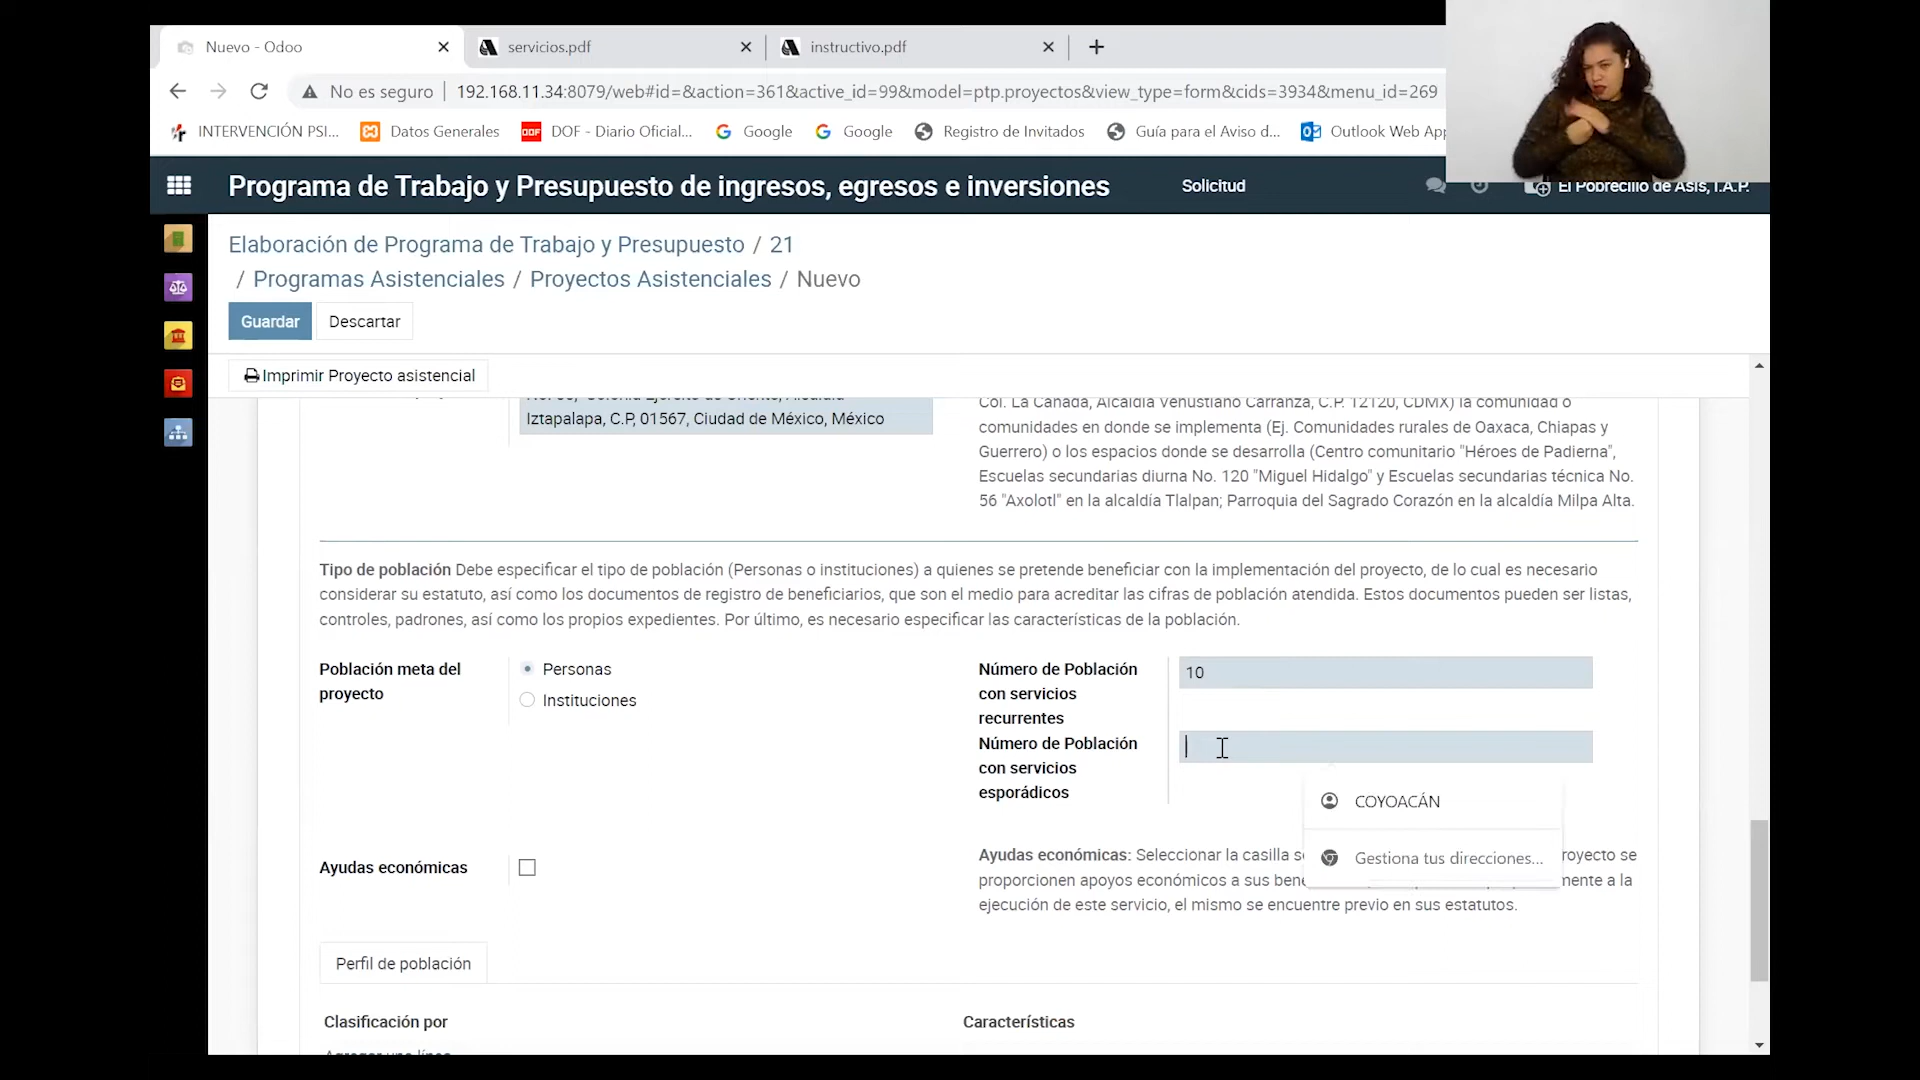 Nuevo - Odoo
servicios.pdf
instructivo.pdf
No es seguro
192.168.11.34:8079/web#id=&action=361&active_id=99&model=ptp.proyectos&view_type=form&cids=3934&menu_id=269
INTERVENCIÓN PSI...
Datos Generales
DOF - Diario Oficial...
Google
Google
Registro de Invitados
Guía para el Aviso d...
Outlook Web App
Programa de Trabajo y Presupuesto de ingresos, egresos e inversiones
Solicitud
El Pobrecillo de Asís, I.A.P.
Elaboración de Programa de Trabajo y Presupuesto / 21
/ Programas Asistenciales / Proyectos Asistenciales / Nuevo
Guardar
Descartar
Imprimir Proyecto asistencial
Iztapalapa, C.P, 01567, Ciudad de México, México
Col. La Cañada, Alcaldía Venustiano Carranza, C.P. 12120, CDMX) la comunidad o
comunidades en donde se implementa (Ej. Comunidades rurales de Oaxaca, Chiapas y
Guerrero) o los espacios donde se desarrolla (Centro comunitario "Héroes de Padierna",
Escuelas secundarias diurna No. 120 "Miguel Hidalgo" y Escuelas secundarias técnica No.
56 "Axolotl" en la alcaldía Tlalpan; Parroquia del Sagrado Corazón en la alcaldía Milpa Alta.
Tipo de población Debe especificar el tipo de población (Personas o instituciones) a quienes se pretende beneficiar con la implementación del proyecto, de lo cual es necesario
considerar su estatuto, así como los documentos de registro de beneficiarios, que son el medio para acreditar las cifras de población atendida. Estos documentos pueden ser listas,
controles, padrones, así como los propios expedientes. Por último, es necesario especificar las características de la población.
Población meta del
proyecto
Personas
Instituciones
Número de Población
con servicios
recurrentes
10
Número de Población
con servicios
esporádicos
COYOACÁN
Gestiona tus direcciones...
Ayudas económicas
Ayudas económicas: Seleccionar la casilla royecto se
proporcionen apoyos económicos a sus mente a la
ejecución de este servicio, el mismo se encuentre previo en sus estatutos.
Perfil de población
Clasificación por
Características